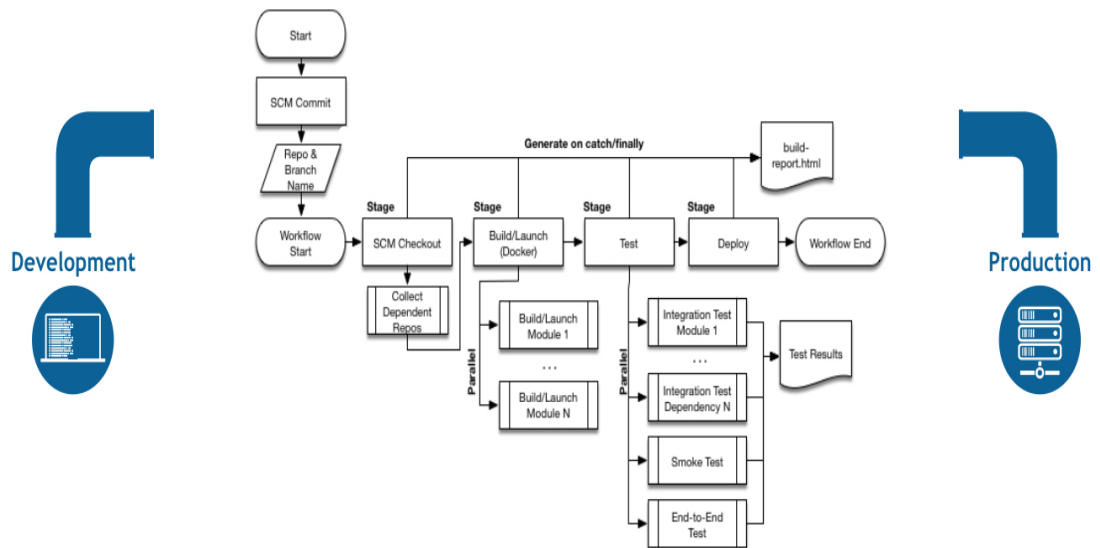 Start
SCM Commit
Repo &
Branch
Name
Workflow
Start
Development
Generate on catch/finally
build-
report.html
Stage
SCM Checkout
Stage
Build/Launch
(Docker)
Stage
Test
Stage
Deploy
Workflow End
Production
Collect
Dependent
Repos
Parallel
Build/Launch
Module 1
...
Build/Launch
Module N
Parallel
Integration Test
Module 1
...
Integration Test
Dependency N
Smoke Test
End-to-End
Test
Test Results